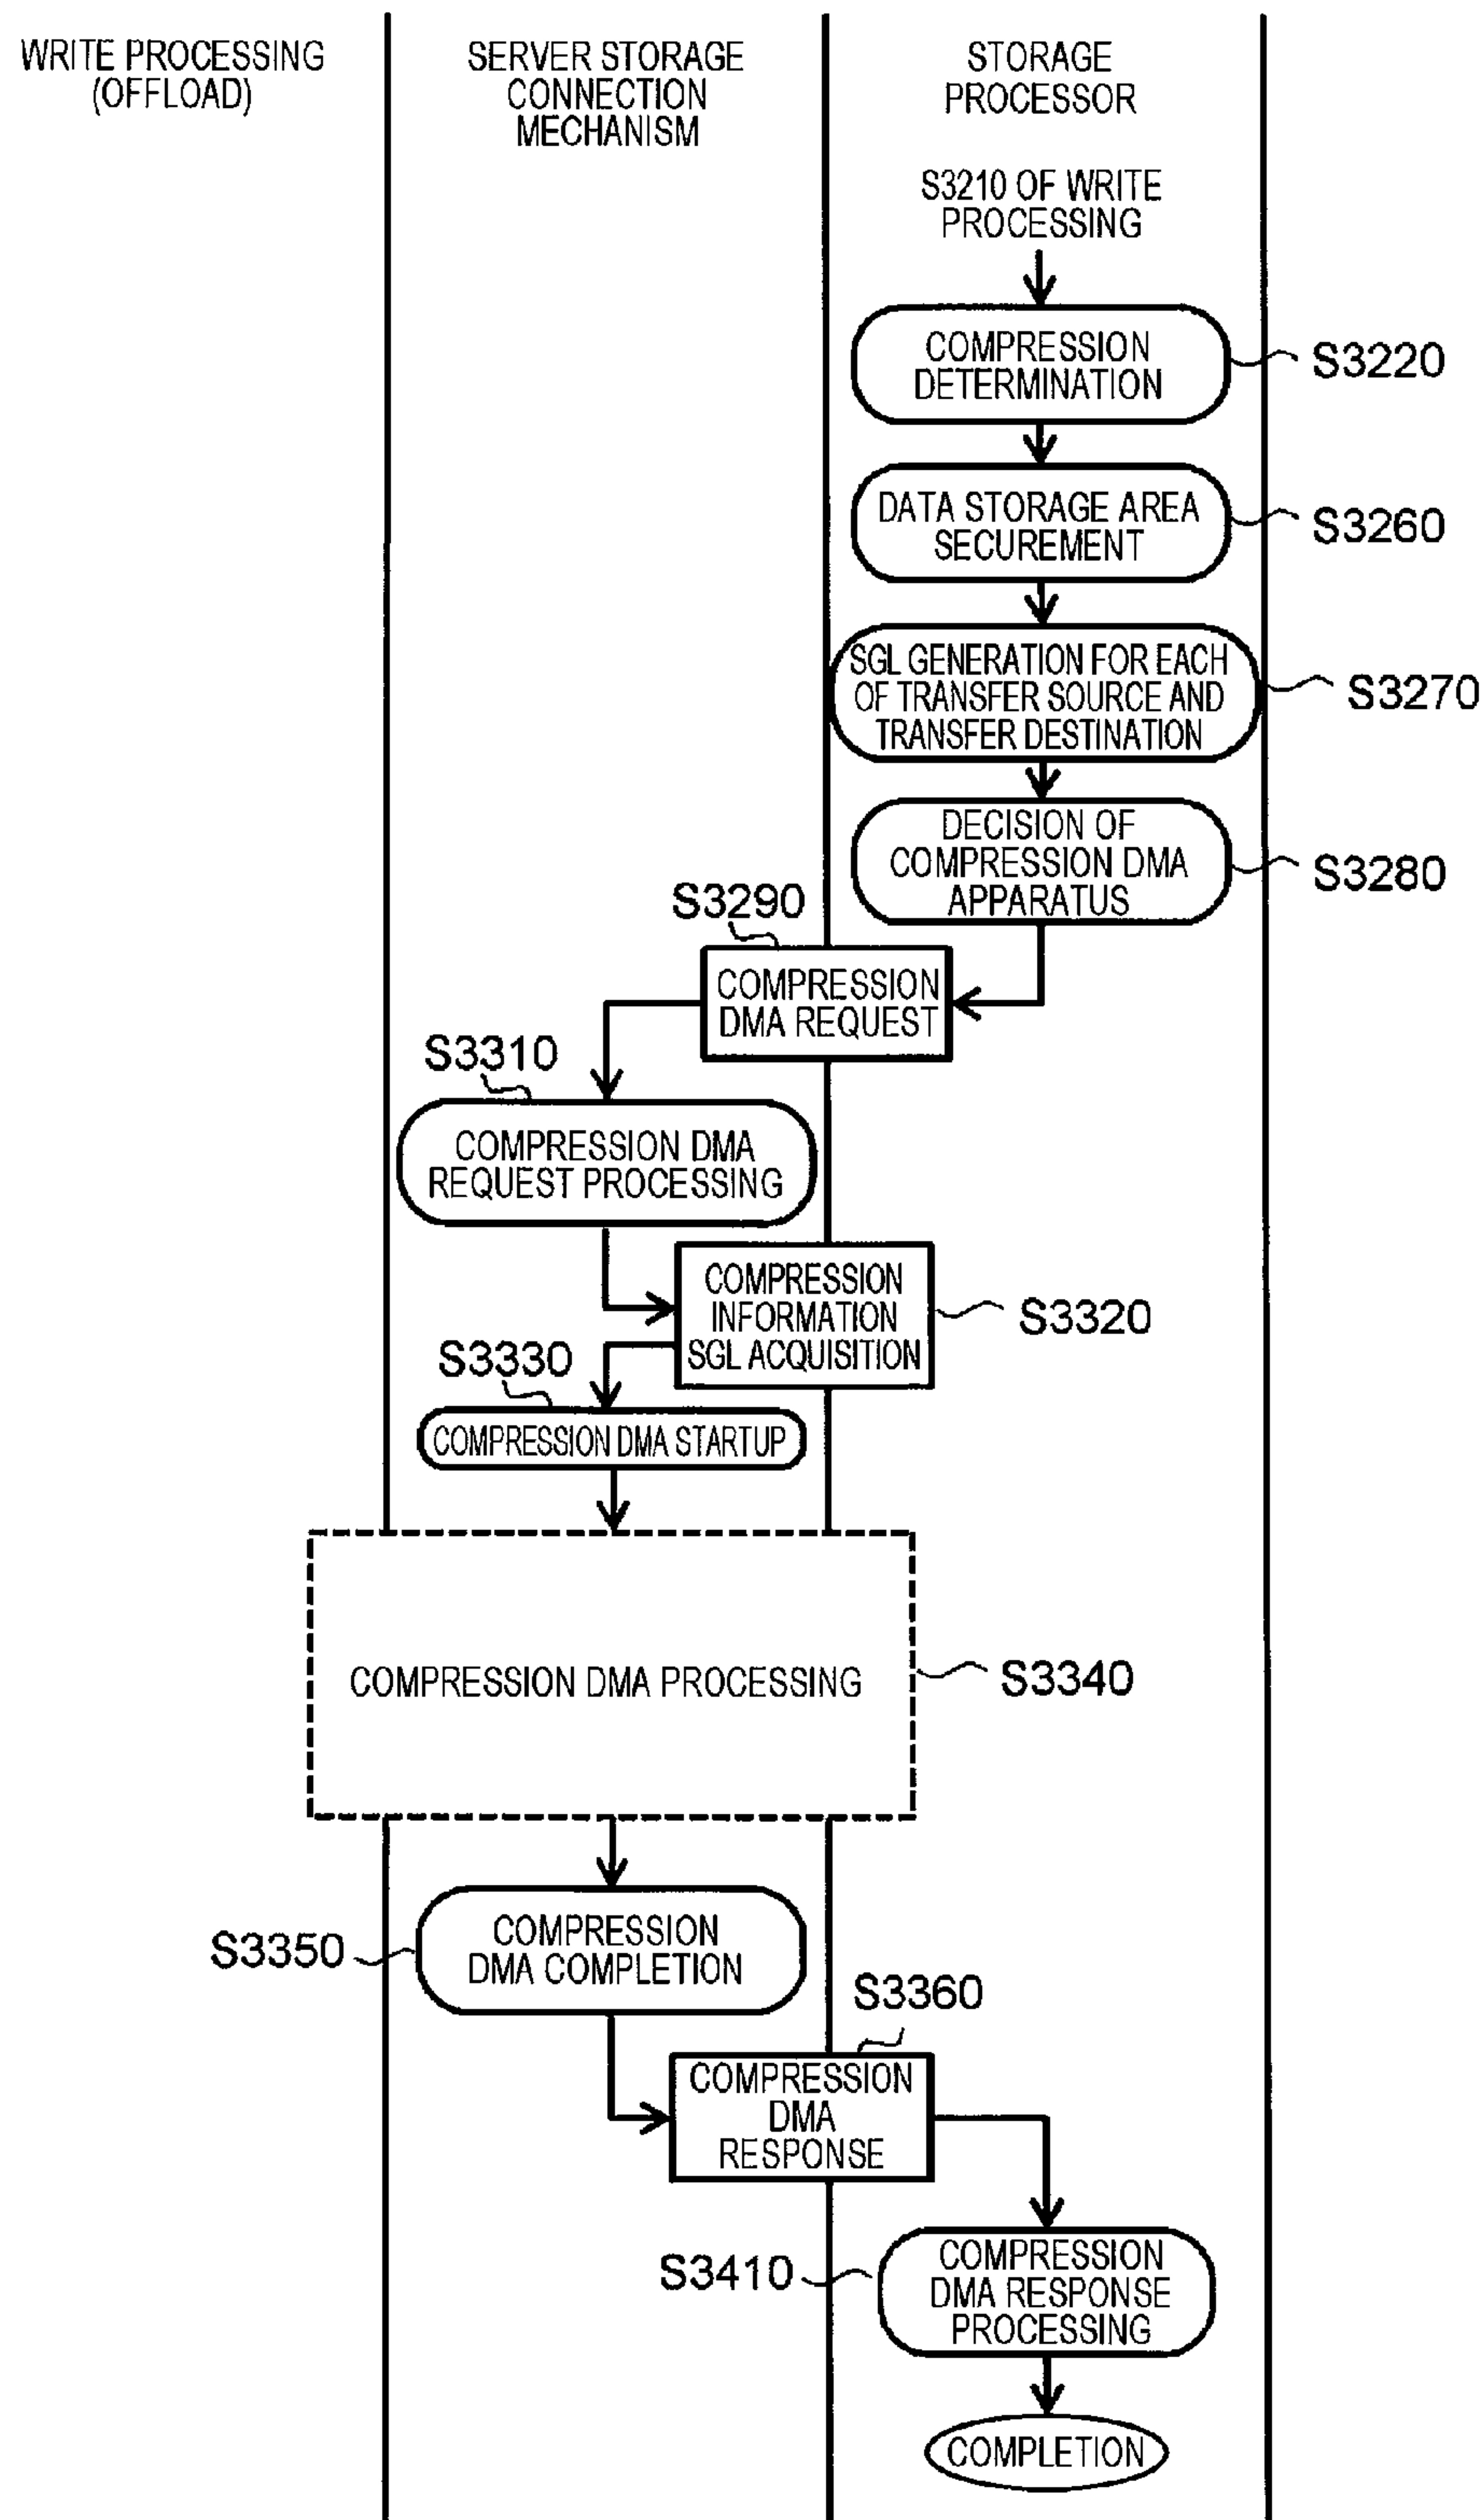 WRITE PROCESSING
(OFFLOAD)
SERVER STORAGE
CONNECTION
MECHANISM
STORAGE
PROCESSOR
S3210 OF WRITE
PROCESSING
COMPRESSION
DETERMINATION
S3220
DATA STORAGE AREA
SECUREMENT
S3260
SGL GENERATION FOR EACH
OF TRANSFER SOURCE AND
TRANSFER DESTINATION
S3270
DECISION OF
COMPRESSION DMA
APPARATUS
S3280
S3290
COMPRESSION
DMA REQUEST
S3310
COMPRESSION DMA
REQUEST PROCESSING
COMPRESSION
INFORMATION
SGL ACQUISITION
S3320
S3330
COMPRESSION DMA STARTUP
COMPRESSION DMA PROCESSING
S3340
S3350
COMPRESSION
DMA COMPLETION
S3360
COMPRESSION
DMA
RESPONSE
S3410
COMPRESSION
DMA RESPONSE
PROCESSING
COMPLETION